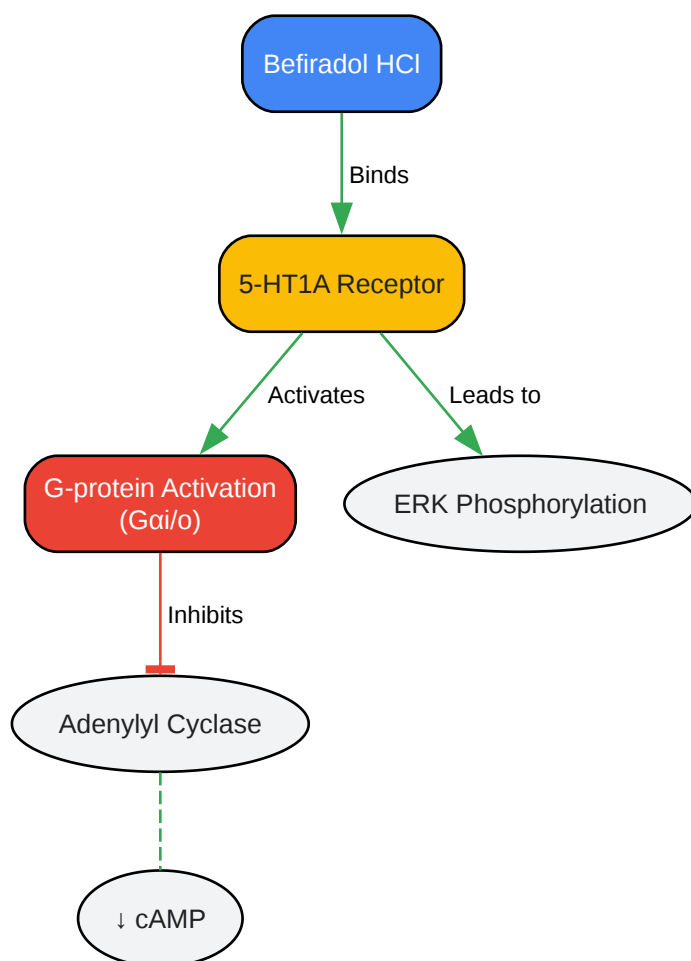 Befiradol HCl
Binds
5-HT1A Receptor
Activates
Leads to
G-protein Activation
(Gαi/o)
ERK Phosphorylation
Inhibits
Adenylyl Cyclase
↓ cAMP